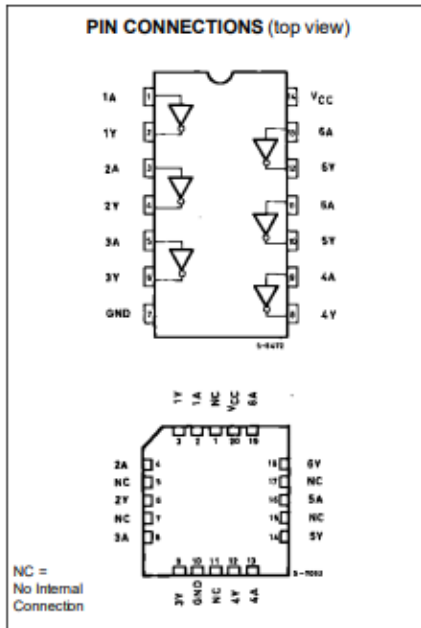 PIN CONNECTIONS (top view)
1A 1 14 VCC
1Y 2 13 6A
2A 3 12 6Y
2Y 4 11 5A
3A 5 10 5Y
3Y 6 9 4A
GND 7 8 4Y
S-8472
1Y 1A NC VCC 6A
3 2 1 20 19
2A 4 18 6Y
NC 5 17 NC
2Y 6 16 5A
NC 7 15 NC
3A 8 14 5Y
9 10 11 12 13
3Y GND NC 4Y 4A
NC =
No Internal
Connection